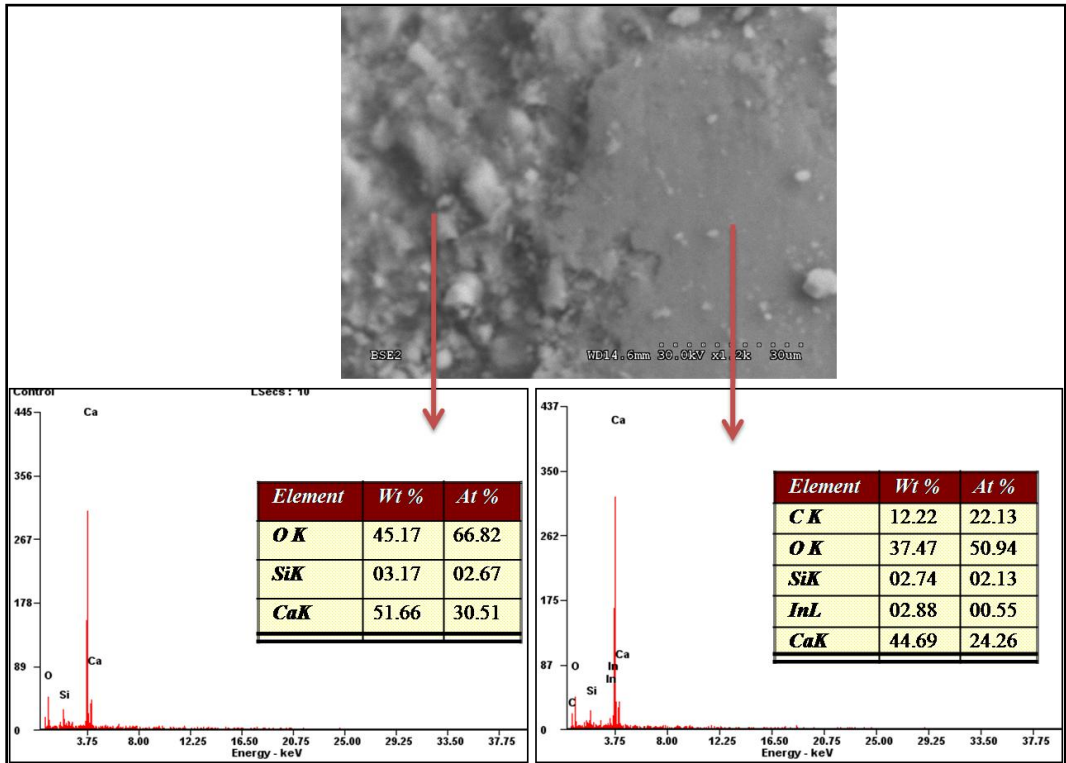 BSE2 WD14.6mm 30.0kV x1.2k 30um
Control LSecs : 10
445
356
267
178
89
0
Ca
Ca
O
Si
3.75 8.00 12.25 16.50 20.75 25.00 29.25 33.50 37.75
Energy - keV
Element Wt % At %
O K 45.17 66.82
SiK 03.17 02.67
CaK 51.66 30.51
437
350
262
175
87
0
Ca
Ca
O
In
In
Si
C
3.75 8.00 12.25 16.50 20.75 25.00 29.25 33.50 37.75
Energy - keV
Element Wt % At %
C K 12.22 22.13
O K 37.47 50.94
SiK 02.74 02.13
InL 02.88 00.55
CaK 44.69 24.26